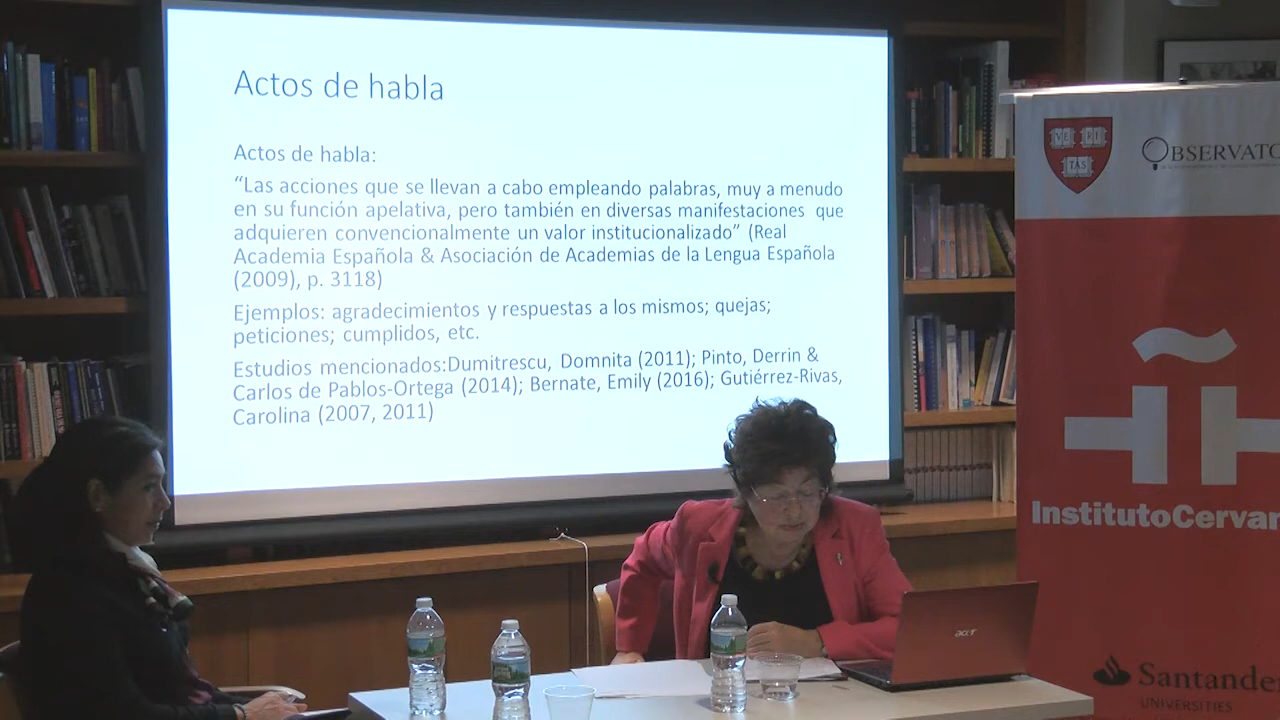 Actos de habla
Actos de habla:
“Las acciones que se llevan a cabo empleando palabras, muy a menudo
en su función apelativa, pero también en diversas manifestaciones que
adquieren convencionalmente un valor institucionalizado” (Real
Academia Española & Asociación de Academias de la Lengua Española
(2009), p. 3118)
Ejemplos: agradecimientos y respuestas a los mismos; quejas;
peticiones; cumplidos, etc.
Estudios mencionados:Dumitrescu, Domnita (2011); Pinto, Derrin &
Carlos de Pablos-Ortega (2014); Bernate, Emily (2016); Gutiérrez-Rivas,
Carolina (2007, 2011)
VE RI
TAS
OBSERVATO
InstitutoCervan
acer
Santande
UNIVERSITIES